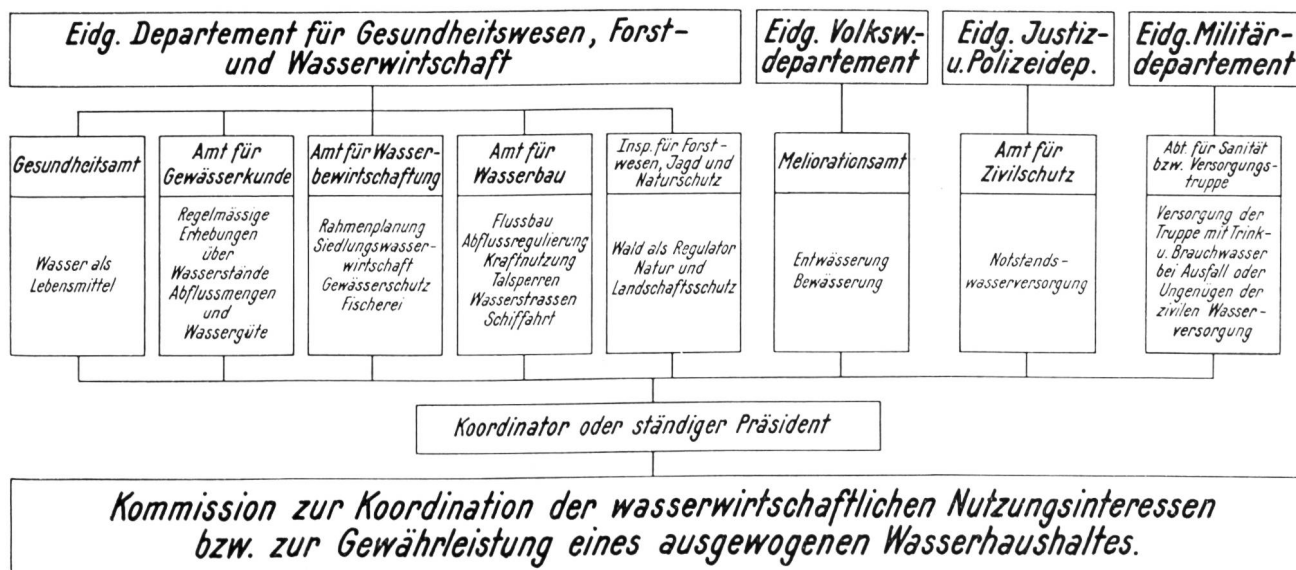 Eidg. Departement für Gesundheitswesen, Forst-
und Wasserwirtschaft
Eidg. Volksw.-
departement
Eidg. Justiz-
u. Polizeidep.
Eidg. Militär-
departement
Gesundheitsamt
Wasser als
Lebensmittel
Amt für
Gewässerkunde
Regelmässige
Erhebungen
über
Wasserstände
Abflussmengen
und
Wassergüte
Amt für Wasser-
bewirtschaftung
Rahmenplanung
Siedlungswasser-
wirtschaft
Gewässerschutz
Fischerei
Amt für
Wasserbau
Flussbau
Abflussregulierung
Kraftnutzung
Talsperren
Wasserstrassen
Schiffahrt
Insp. für Forst-
wesen, Jagd und
Naturschutz
Wald als Regulator
Natur und
Landschaftsschutz
Meliorationsamt
Entwässerung
Bewässerung
Amt für
Zivilschutz
Notstands-
wasserversorgung
Abt. für Sanität
bzw. Versorgungs-
truppe
Versorgung der
Truppe mit Trink-
u. Brauchwasser
bei Ausfall oder
Ungenügen der
zivilen Wasser-
versorgung
Koordinator oder ständiger Präsident
Kommission zur Koordination der wasserwirtschaftlichen Nutzungsinteressen
bzw. zur Gewährleistung eines ausgewogenen Wasserhaushaltes.